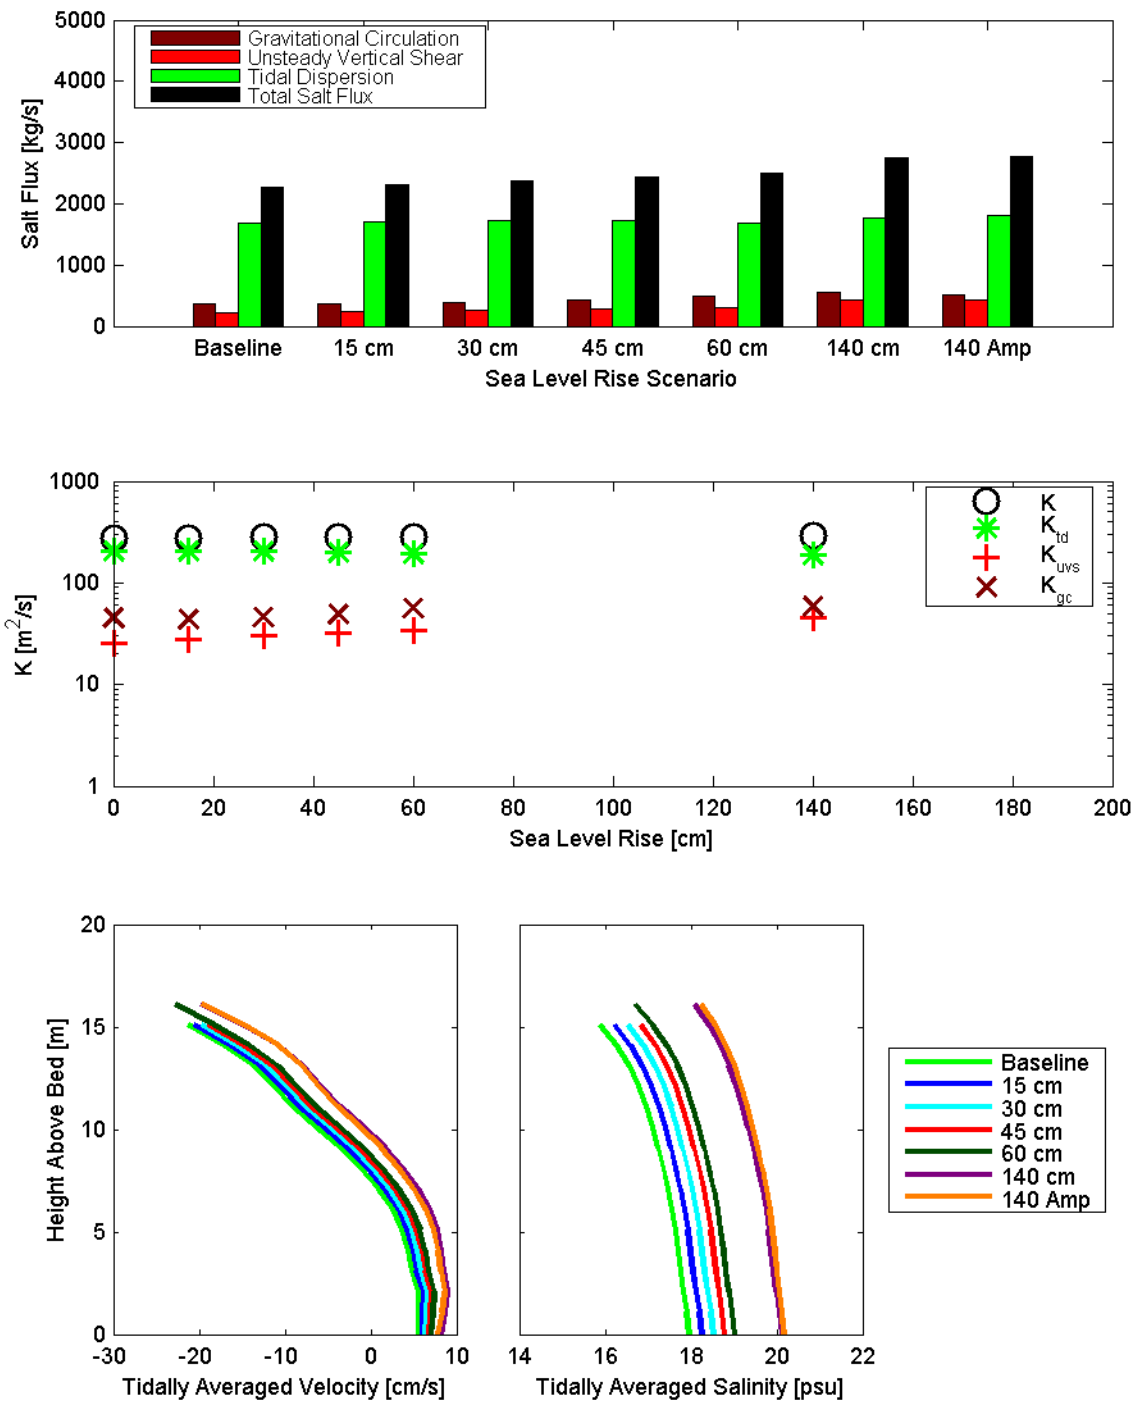 5000
4000
3000
2000
1000
0
Salt Flux [kg/s]
Gravitational Circulation
Unsteady Vertical Shear
Tidal Dispersion
Total Salt Flux
Baseline 15 cm 30 cm 45 cm 60 cm 140 cm 140 Amp
Sea Level Rise Scenario
1000
100
10
1
K [m²/s]
K
K_td
K_uvs
K_gc
0 20 40 60 80 100 120 140 160 180 200
Sea Level Rise [cm]
20
15
10
5
0
Height Above Bed [m]
-30 -20 -10 0 10
Tidally Averaged Velocity [cm/s]
14 16 18 20 22
Tidally Averaged Salinity [psu]
Baseline
15 cm
30 cm
45 cm
60 cm
140 cm
140 Amp